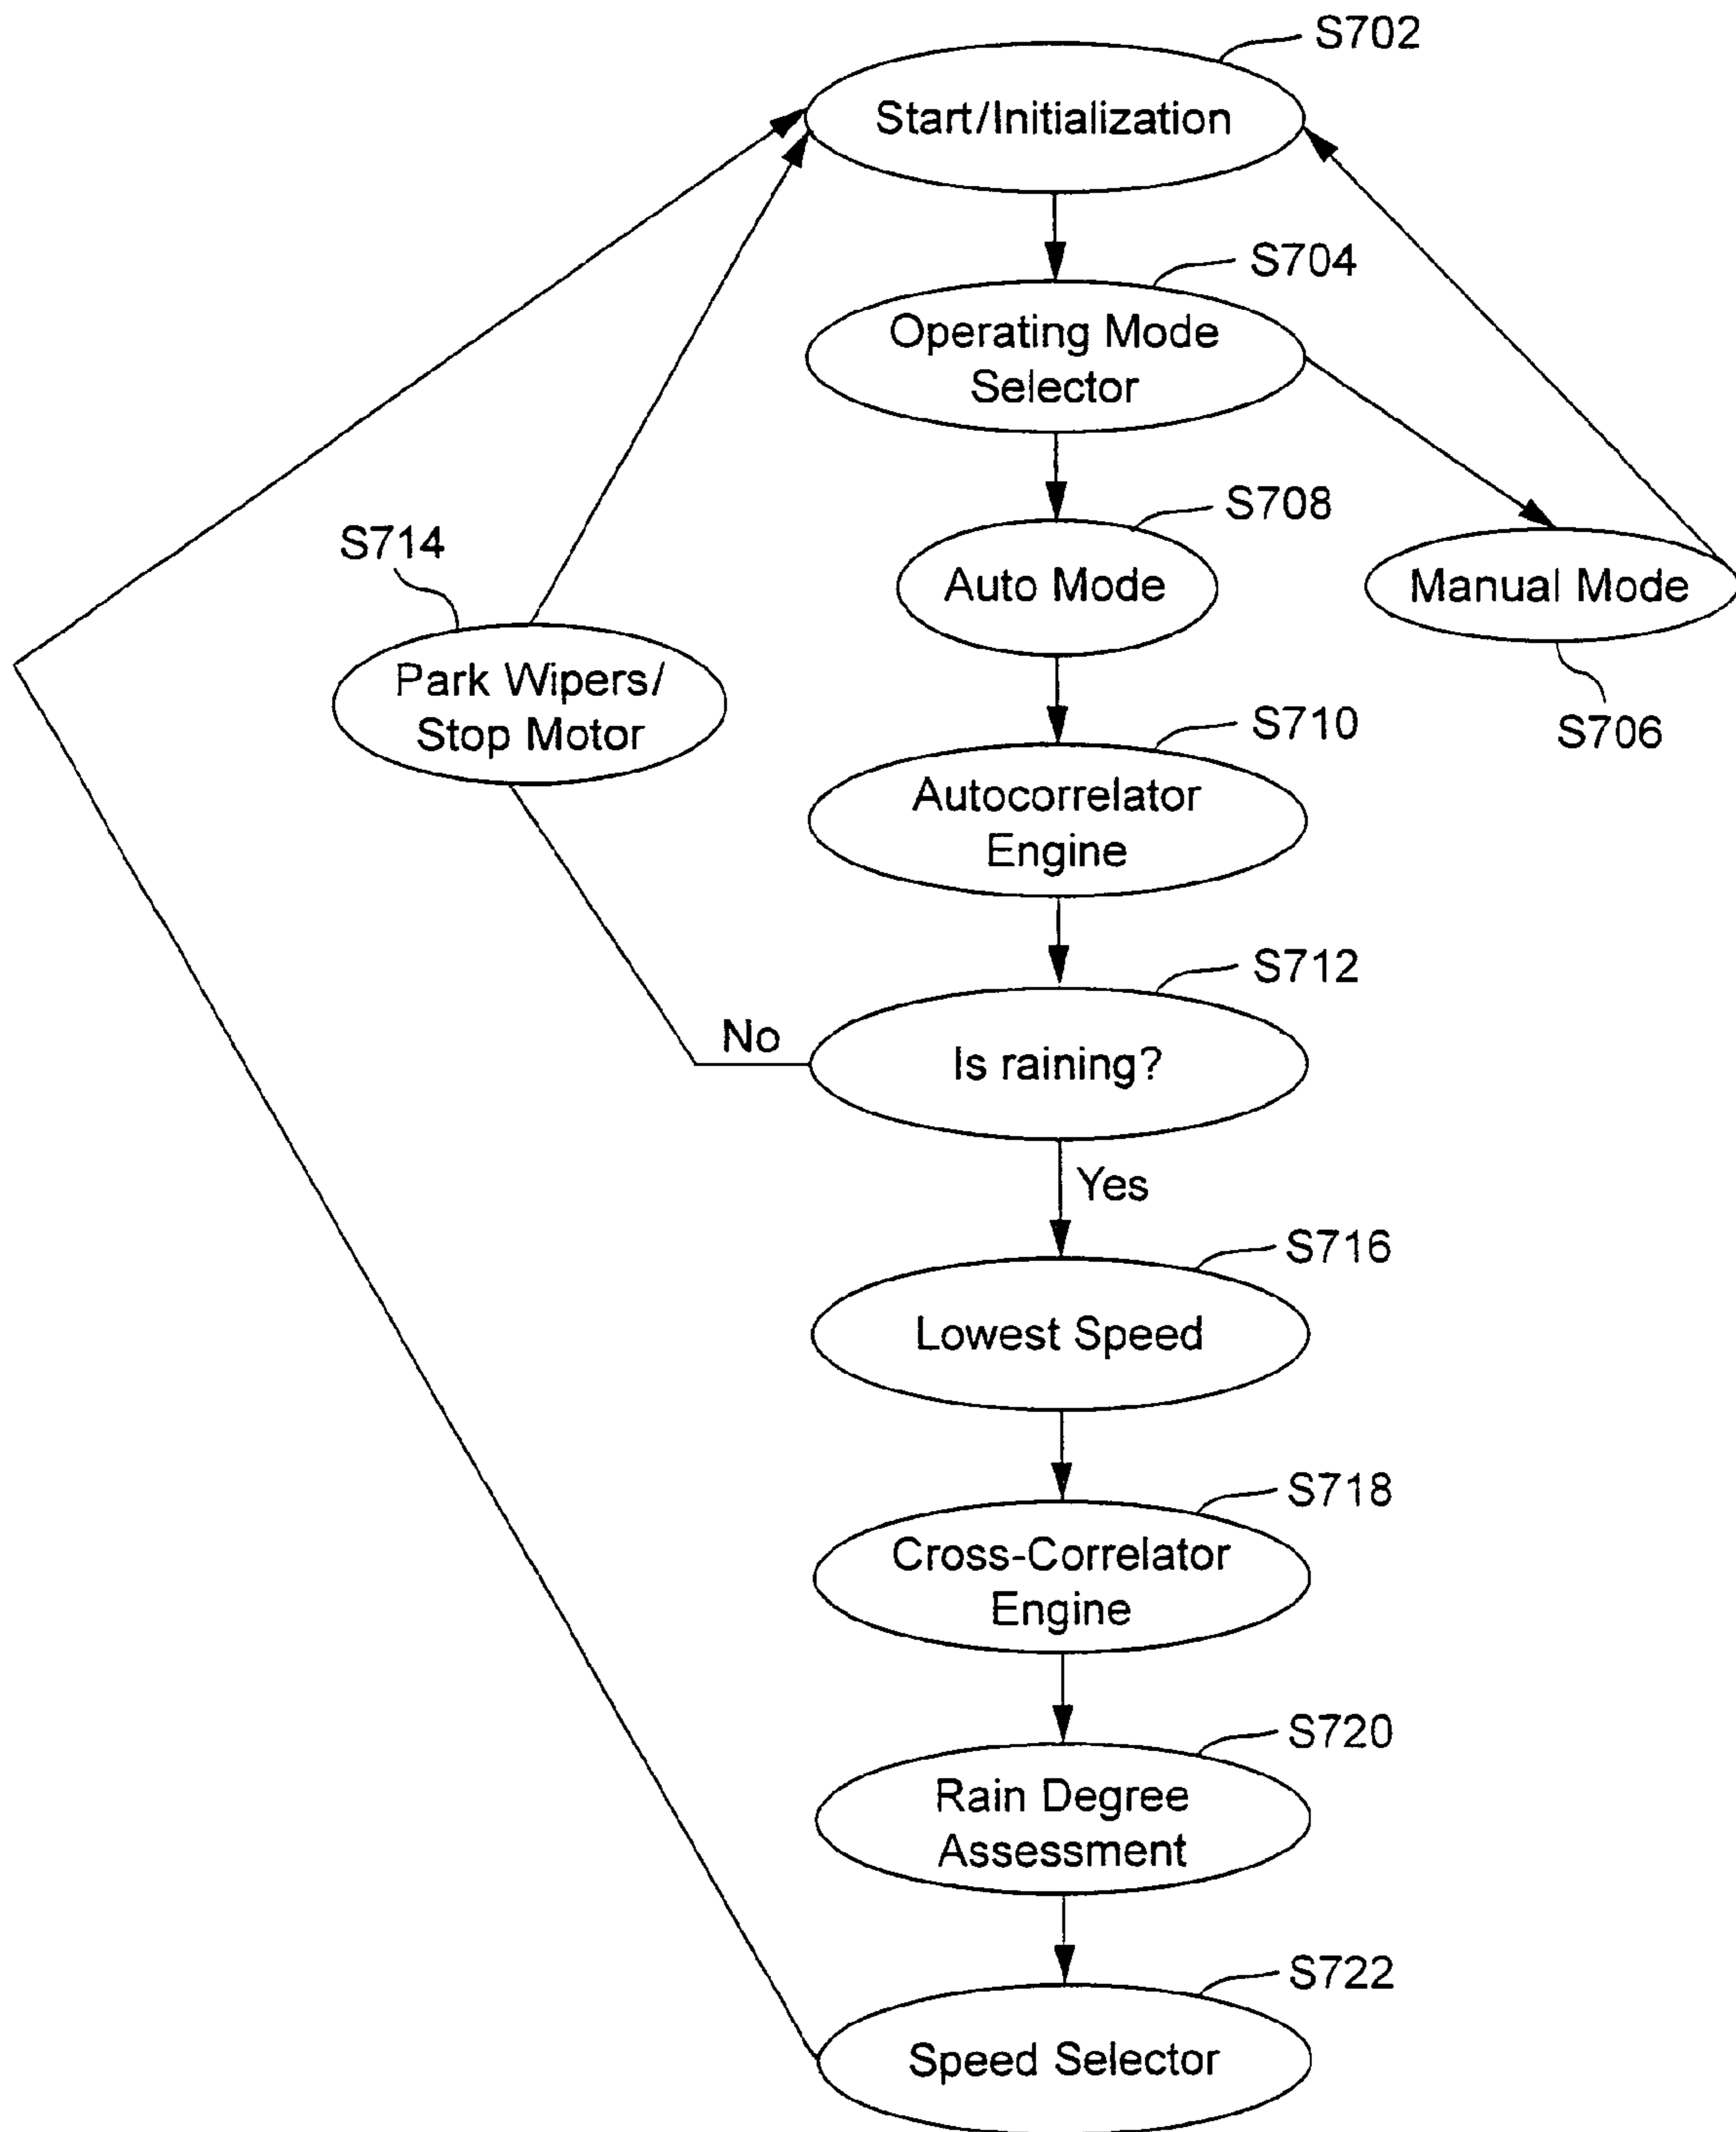 S702
Start/Initialization
S704
Operating Mode
Selector
S708
Auto Mode
Manual Mode
S706
S714
Park Wipers/
Stop Motor
S710
Autocorrelator
Engine
S712
Is raining?
No
Yes
S716
Lowest Speed
S718
Cross-Correlator
Engine
S720
Rain Degree
Assessment
S722
Speed Selector